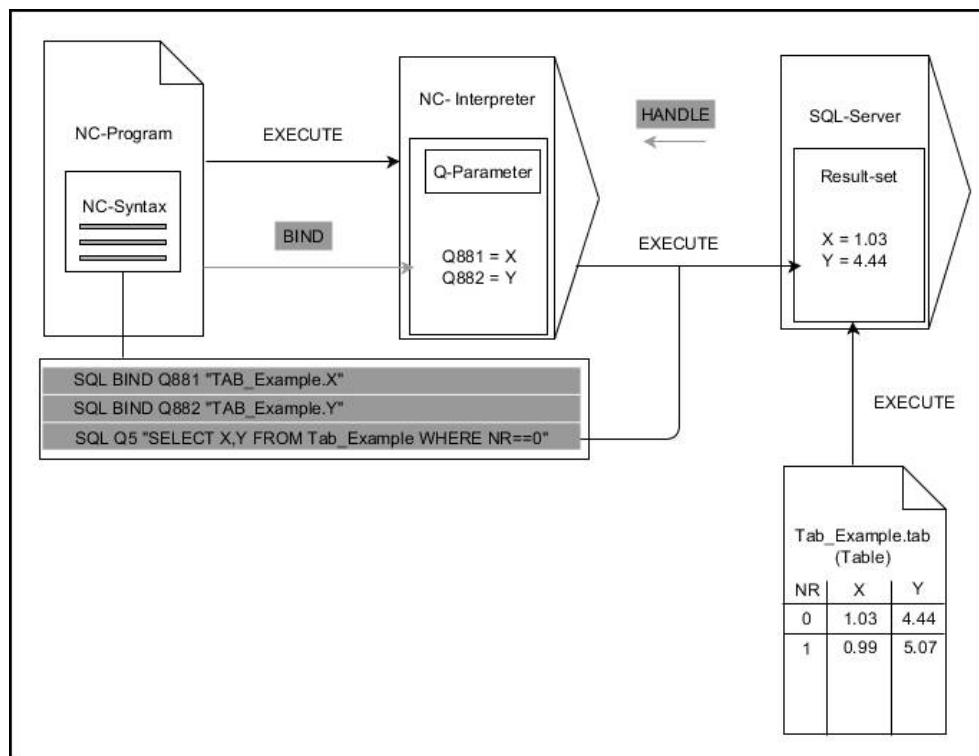 NC-Program
NC-Syntax
EXECUTE
BIND
NC- Interpreter
Q-Parameter
Q881 = X
Q882 = Y
HANDLE
EXECUTE
SQL-Server
Result-set
X = 1.03
Y = 4.44
SQL BIND Q881 "TAB_Example.X"
SQL BIND Q882 "TAB_Example.Y"
SQL Q5 "SELECT X,Y FROM Tab_Example WHERE NR==0"
EXECUTE
Tab_Example.tab
(Table)
NR X Y
0 1.03 4.44
1 0.99 5.07